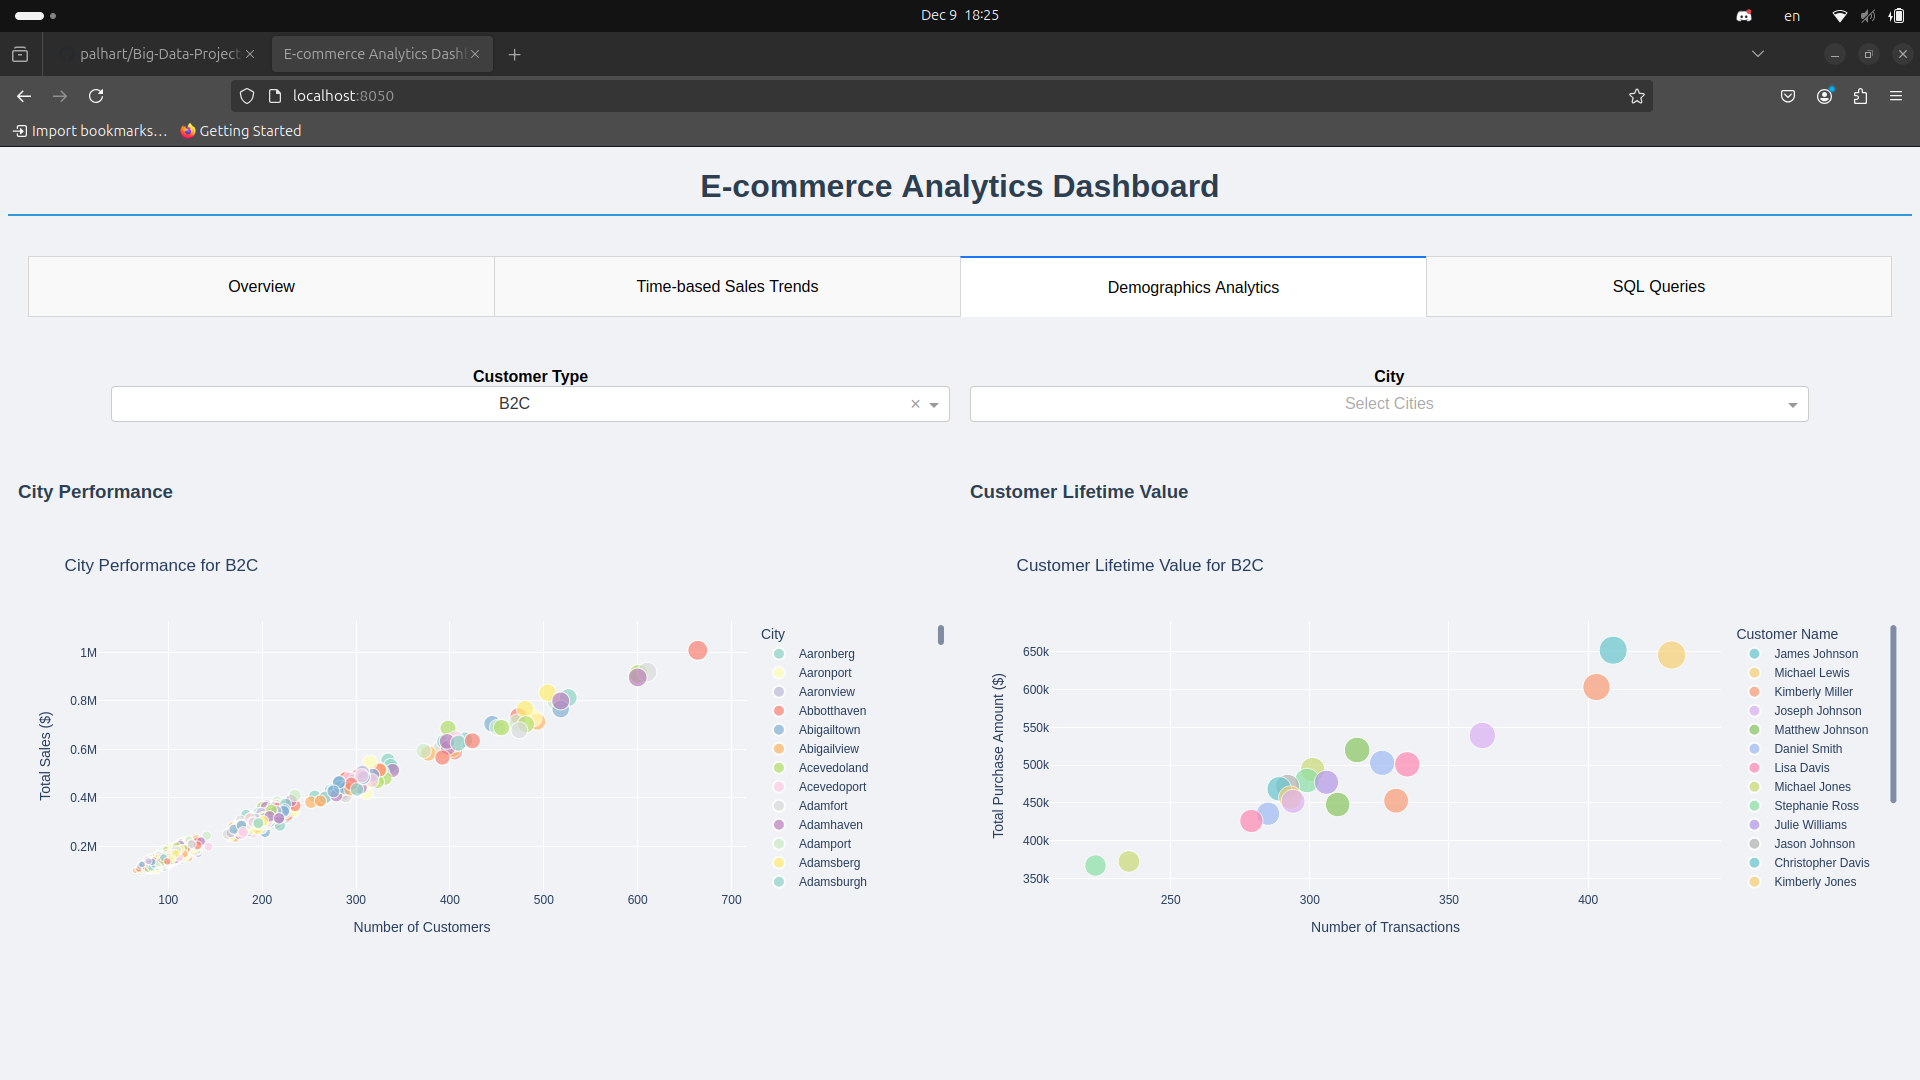 Dec 9 18:25
en
palhart/Big-Data-Project
E-commerce Analytics Dash
localhost:8050
Import bookmarks...
Getting Started
E-commerce Analytics Dashboard
Overview
Time-based Sales Trends
Demographics Analytics
SQL Queries
Customer Type
B2C
City
Select Cities
City Performance
City Performance for B2C
Total Sales ($)
1M
0.8M
0.6M
0.4M
0.2M
100 200 300 400 500 600 700
Number of Customers
City
Aaronberg
Aaronport
Aaronview
Abbotthaven
Abigailtown
Abigailview
Acevedoland
Acevedoport
Adamfort
Adamhaven
Adamport
Adamsberg
Adamsburgh
Customer Lifetime Value
Customer Lifetime Value for B2C
Total Purchase Amount ($)
650k
600k
550k
500k
450k
400k
350k
250 300 350 400
Number of Transactions
Customer Name
James Johnson
Michael Lewis
Kimberly Miller
Joseph Johnson
Matthew Johnson
Daniel Smith
Lisa Davis
Michael Jones
Stephanie Ross
Julie Williams
Jason Johnson
Christopher Davis
Kimberly Jones